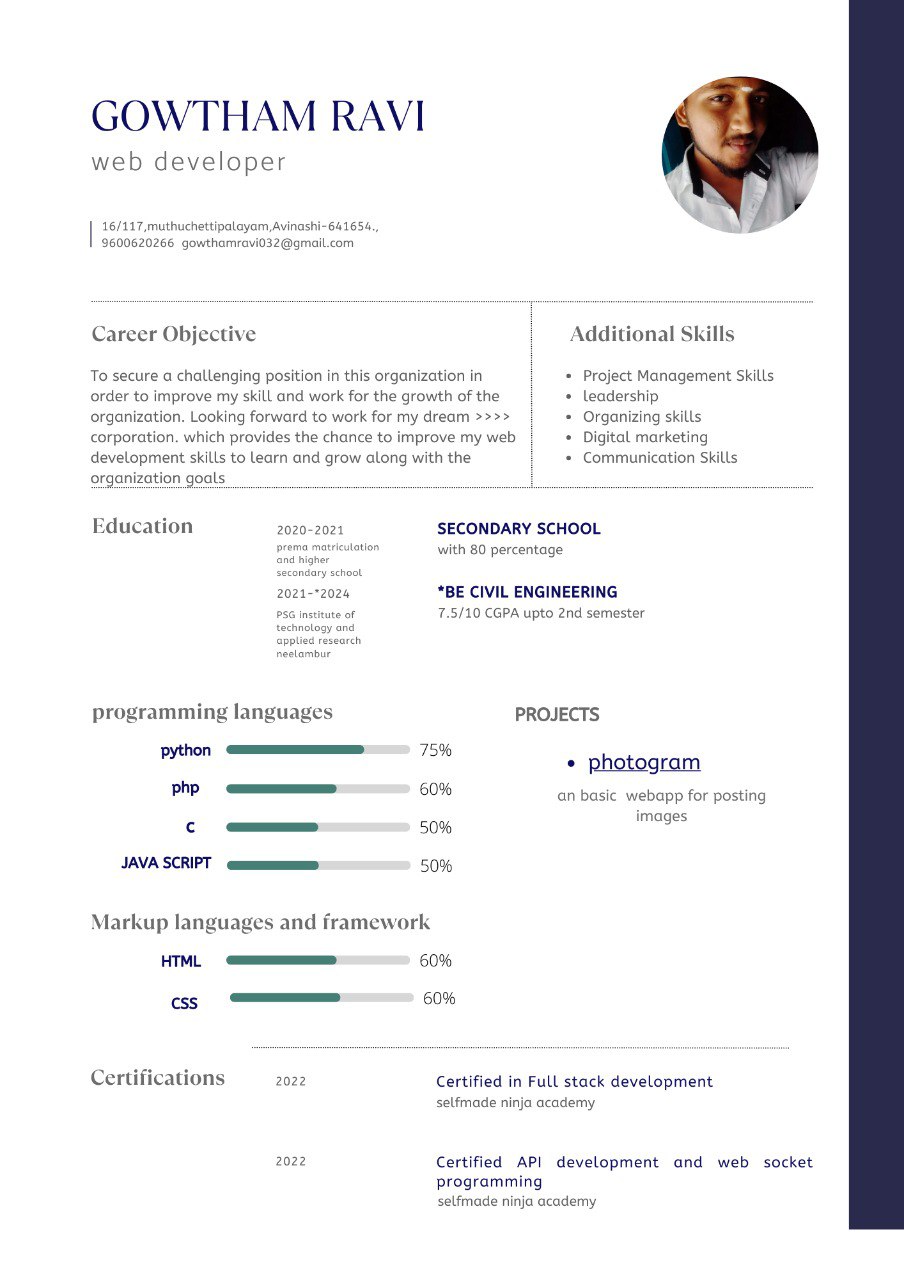 GOWTHAM RAVI
web developer
16/117,muthuchettipalayam,Avinashi-641654.,
9600620266 gowthamravi032@gmail.com
Career Objective
To secure a challenging position in this organization in
order to improve my skill and work for the growth of the
organization. Looking forward to work for my dream >>>>
corporation. which provides the chance to improve my web
development skills to learn and grow along with the
organization goals
Additional Skills
• Project Management Skills
• leadership
• Organizing skills
• Digital marketing
• Communication Skills
Education
2020-2021
prema matriculation
and higher
secondary school
SECONDARY SCHOOL
with 80 percentage
2021-*2024
PSG institute of
technology and
applied research
neelambur
*BE CIVIL ENGINEERING
7.5/10 CGPA upto 2nd semester
programming languages
python 75%
php 60%
C 50%
JAVA SCRIPT 50%
PROJECTS
• photogram
an basic webapp for posting
images
Markup languages and framework
HTML 60%
CSS 60%
Certifications
2022
Certified in Full stack development
selfmade ninja academy
2022
Certified API development and web socket
programming
selfmade ninja academy